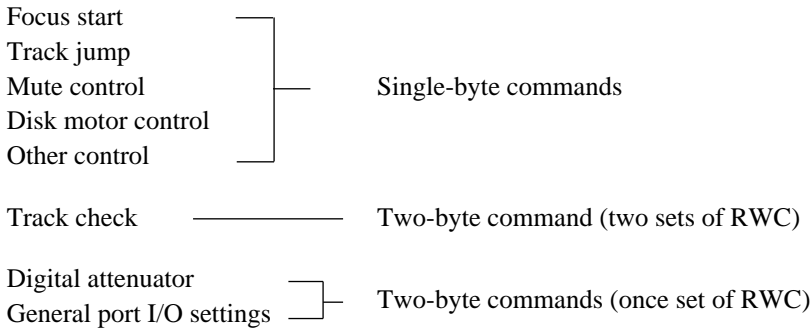 Focus start
Track jump
Mute control
Single-byte commands
Disk motor control
Other control
Track check
Two-byte command (two sets of RWC)
Digital attenuator
General port I/O settings
Two-byte commands (once set of RWC)